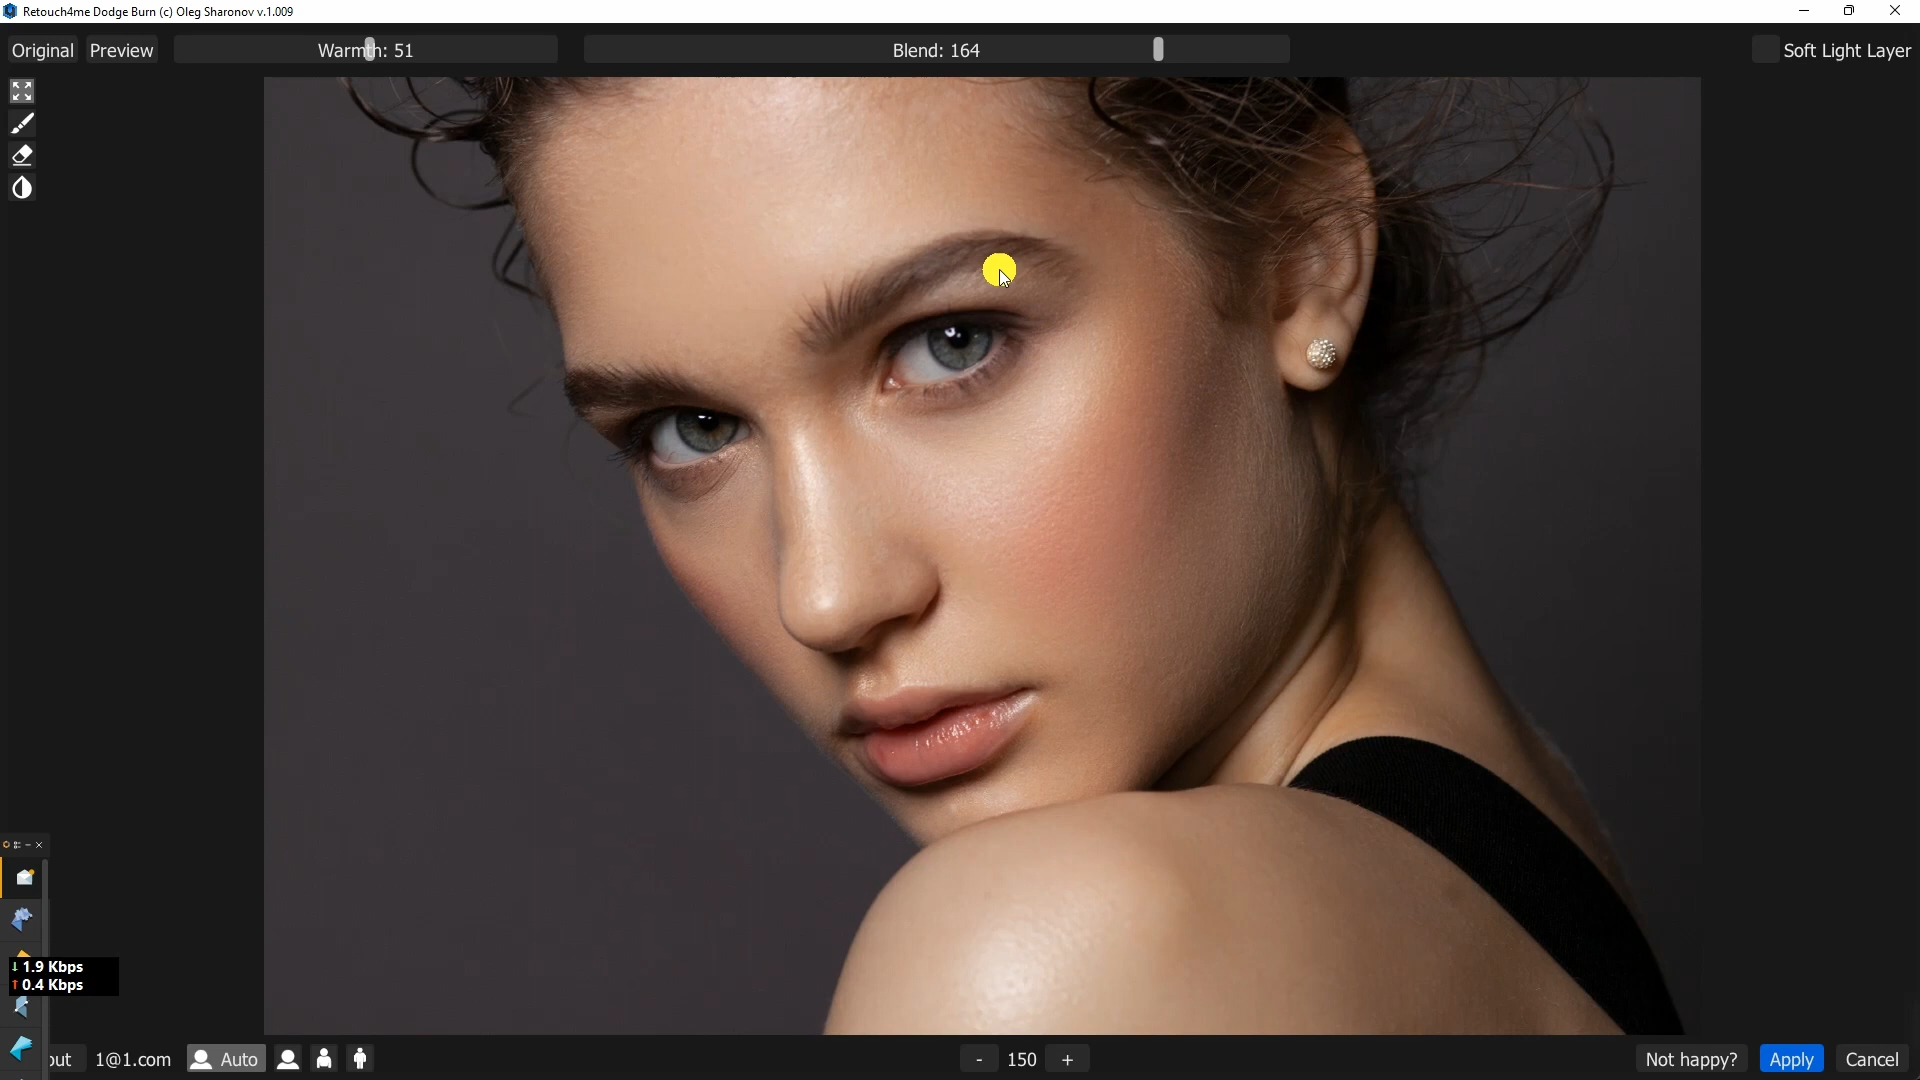 Retouch4me Dodge Burn (c) Oleg Sharonov v.1.009
Original Preview Warmth: 51 Blend: 164 Soft Light Layer
↓ 1.9 Kbps
↑ 0.4 Kbps
out 1@1.com Auto - 150 + Not happy? Apply Cancel